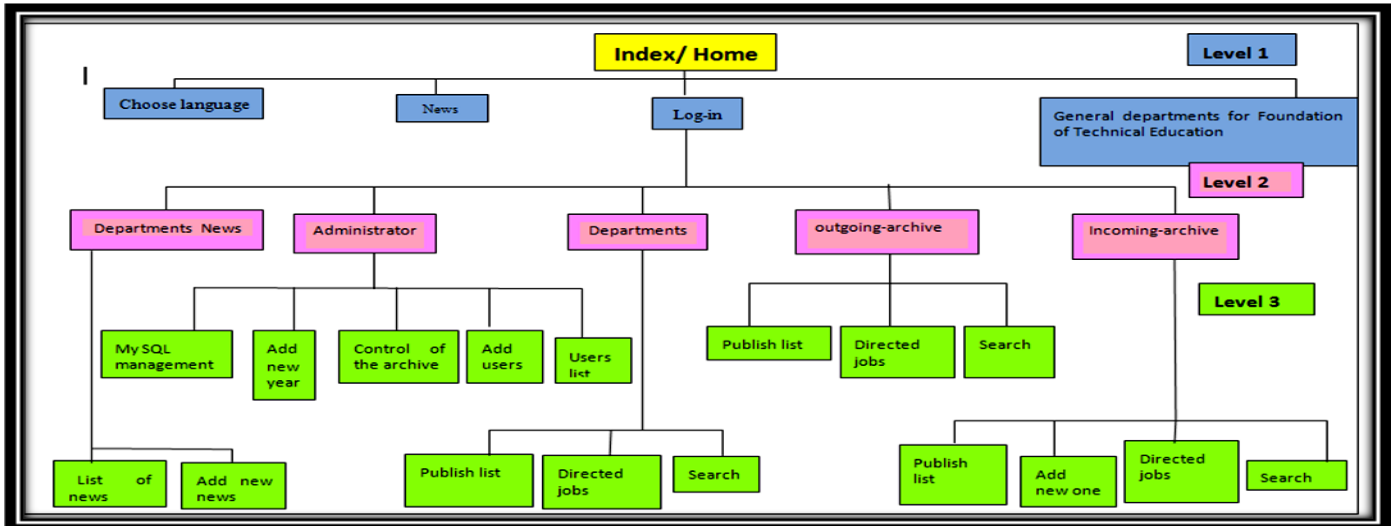 Index/ Home
Level 1
Choose language
News
Log-in
General departments for Foundation
of Technical Education
Level 2
Departments News
Administrator
Departments
outgoing-archive
Incoming-archive
Level 3
My SQL
management
Add
new
year
Control of
the archive
Add
users
Users
list
Publish list
Directed
jobs
Search
List of
news
Add new
news
Publish list
Directed
jobs
Search
Publish
list
Add
new one
Directed
jobs
Search